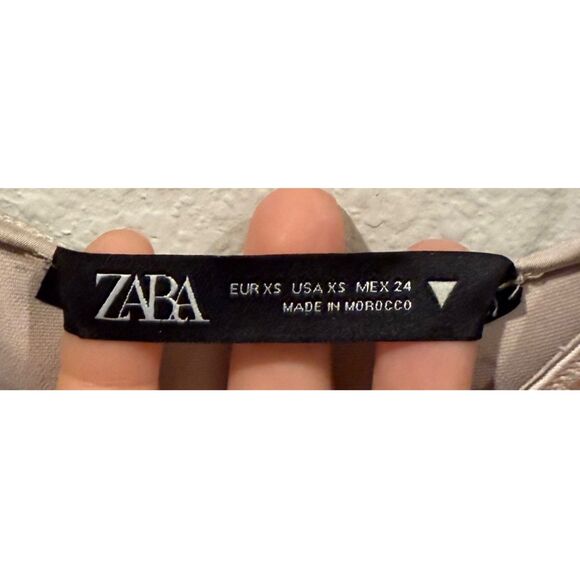 ZARA
EUR XS USA XS MEX 24
MADE IN MOROCCO